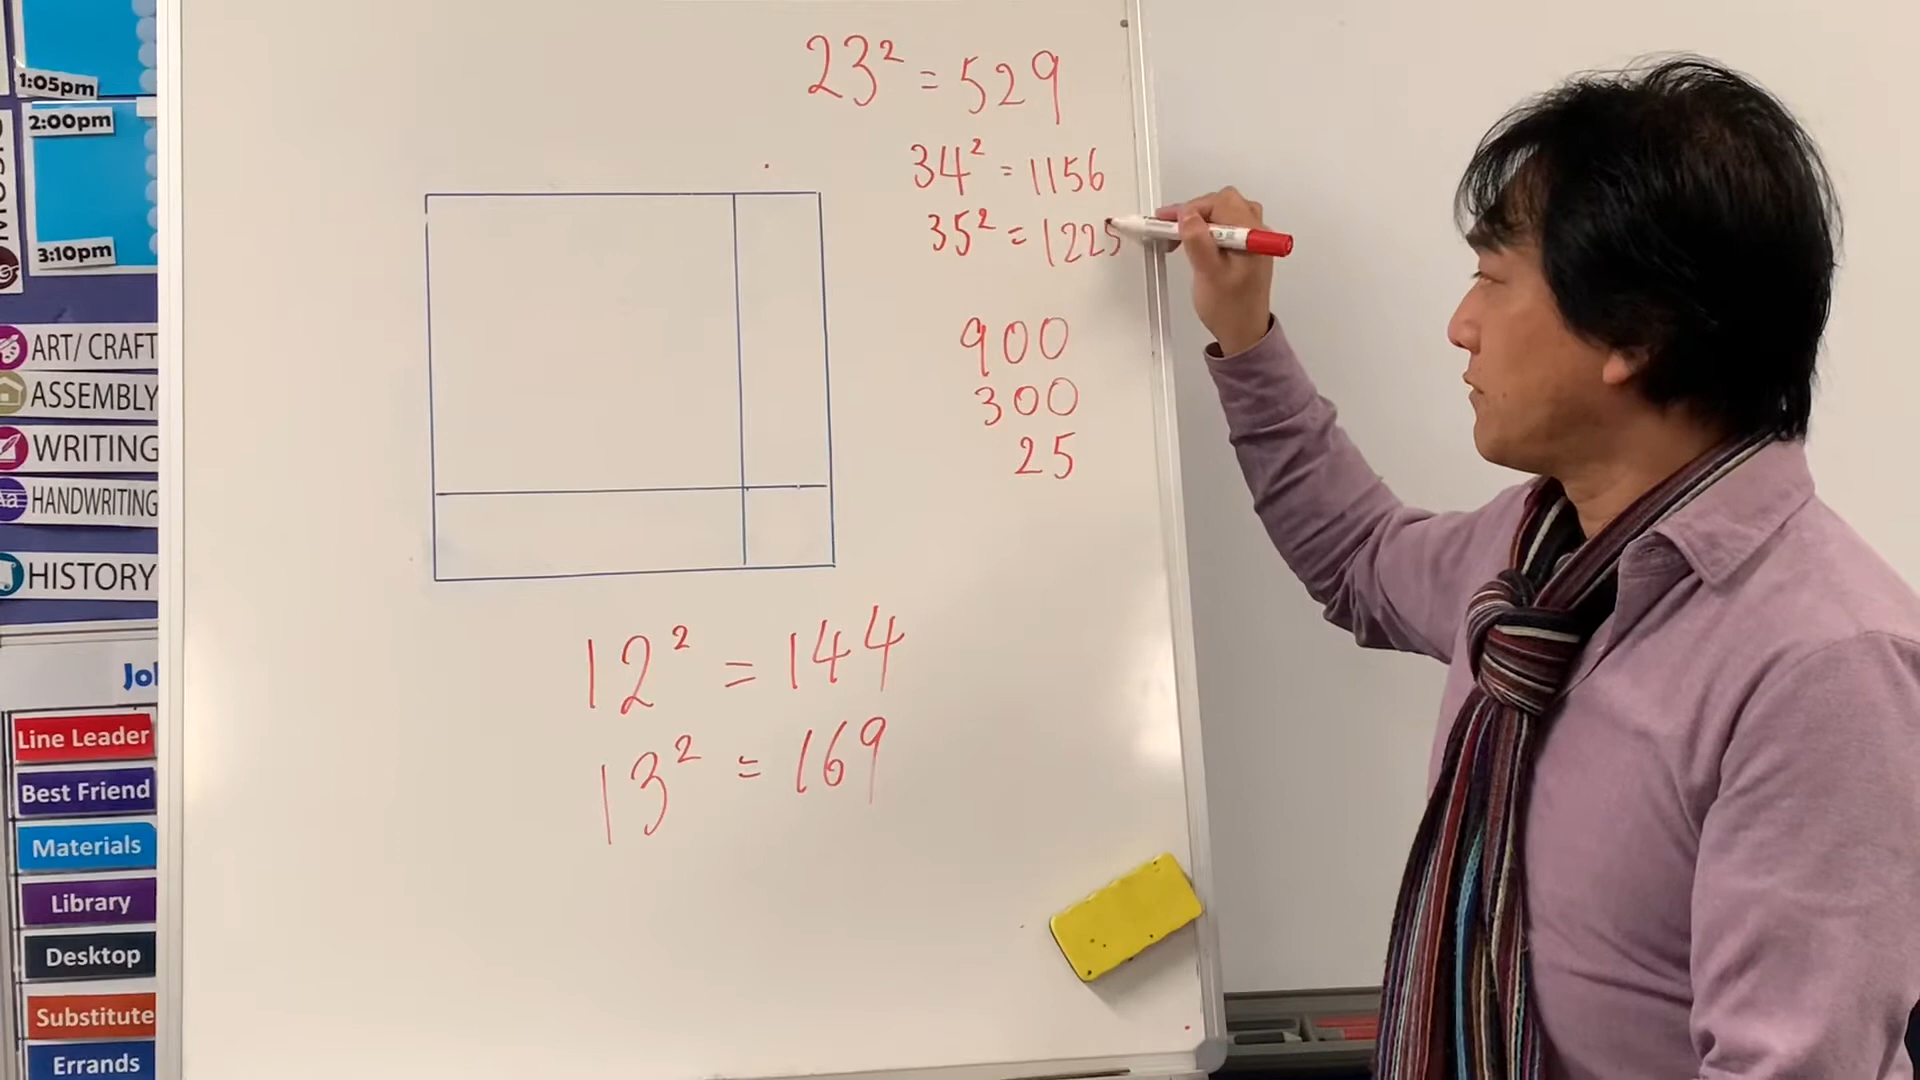 1:05pm
2:00pm
3:10pm
ART/ CRAFT
ASSEMBLY
WRITING
Aa HANDWRITING
HISTORY
Line Leader
Best Friend
Materials
Library
Desktop
Substitute
Errands
23² = 529
34² = 1156
35² = 1225
900
300
25
12² = 144
13² = 169